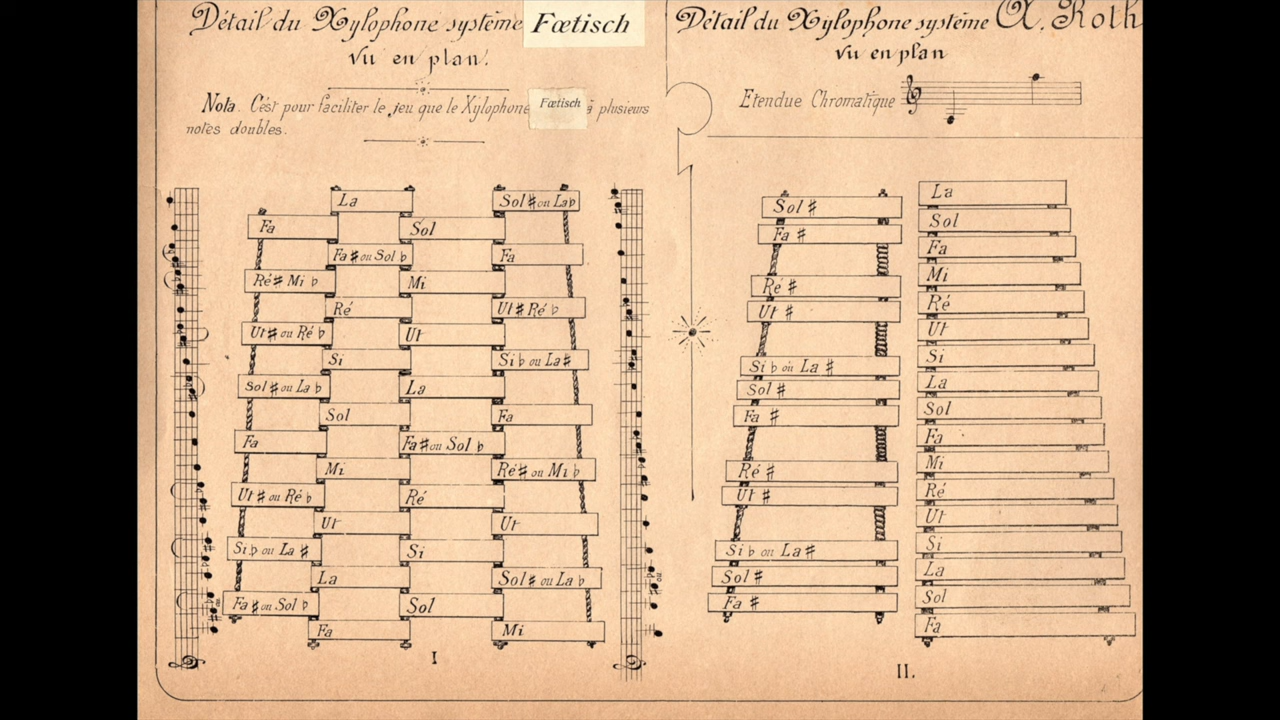 Détail du Xylophone système Fœtisch
vu en plan.
Nota. C'est pour faciliter le jeu que le Xylophone Fœtisch à plusieurs
notes doubles.
La Sol♯ ou La♭
Fa Sol
Fa♯ ou Sol♭ Fa
Ré♯ Mi♭ Mi
Ré Ut♯ Ré♭
Ut♯ ou Ré♭ Ut
Si Si♭ ou La♯
Sol♯ ou La♭ La
Sol Fa
Fa Fa♯ ou Sol♭
Mi Ré♯ ou Mi♭
Ut♯ ou Ré♭ Ré
Ut Ut
Si♭ ou La♯ Si
La Sol♯ ou La♭
Fa♯ ou Sol♭ Sol
Fa Mi
I
Détail du Xylophone système A. Roth
vu en plan
Etendue Chromatique
Sol♯
Fa♯
Ré♯
Ut♯
Si♭ ou La♯
Sol♯
Fa♯
Ré♯
Ut♯
Si♭ ou La♯
Sol♯
Fa♯
La
Sol
Fa
Mi
Ré
Ut
Si
La
Sol
Fa
Mi
Ré
Ut
Si
La
Sol
Fa
II.